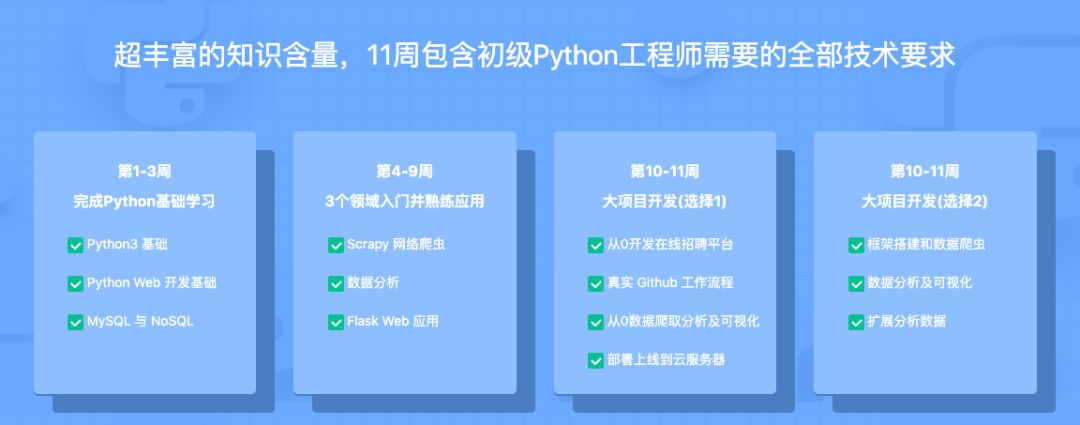 超丰富的知识含量，11周包含初级Python工程师需要的全部技术要求
第1-3周
完成Python基础学习
Python3 基础
Python Web 开发基础
MySQL 与 NoSQL
第4-9周
3个领域入门并熟练应用
Scrapy 网络爬虫
数据分析
Flask Web 应用
第10-11周
大项目开发(选择1)
从0开发在线招聘平台
真实 Github 工作流程
从0数据爬取分析及可视化
部署上线到云服务器
第10-11周
大项目开发(选择2)
框架搭建和数据爬虫
数据分析及可视化
扩展分析数据